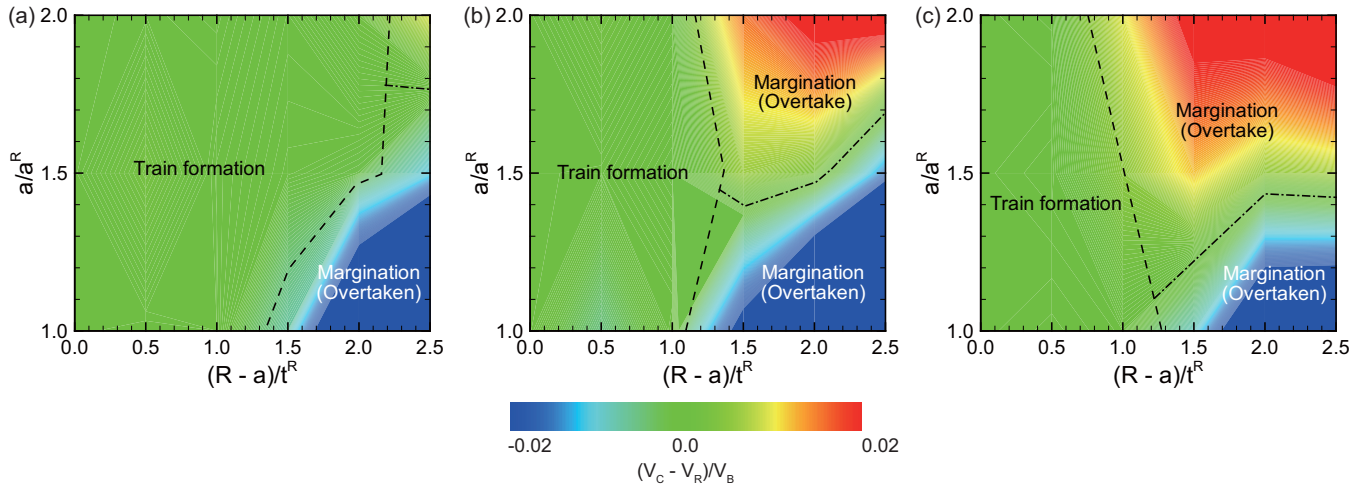 (a)
2.0
1.5
1.0
a/a^R
Train formation
Margination
(Overtaken)
0.0 0.5 1.0 1.5 2.0 2.5
(R - a)/t^R
(b)
2.0
1.5
1.0
a/a^R
Margination
(Overtake)
Train formation
Margination
(Overtaken)
0.0 0.5 1.0 1.5 2.0 2.5
(R - a)/t^R
(c)
2.0
1.5
1.0
a/a^R
Margination
(Overtake)
Train formation
Margination
(Overtaken)
0.0 0.5 1.0 1.5 2.0 2.5
(R - a)/t^R
-0.02 0.0 0.02
(V_C - V_R)/V_B